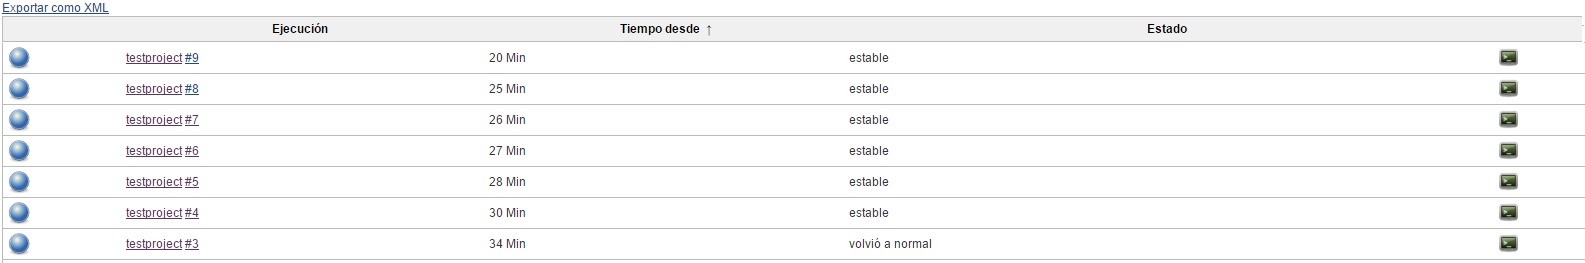 Exportar como XML
Ejecución Tiempo desde ↑ Estado
testproject #9 20 Min estable
testproject #8 25 Min estable
testproject #7 26 Min estable
testproject #6 27 Min estable
testproject #5 28 Min estable
testproject #4 30 Min estable
testproject #3 34 Min volvió a normal